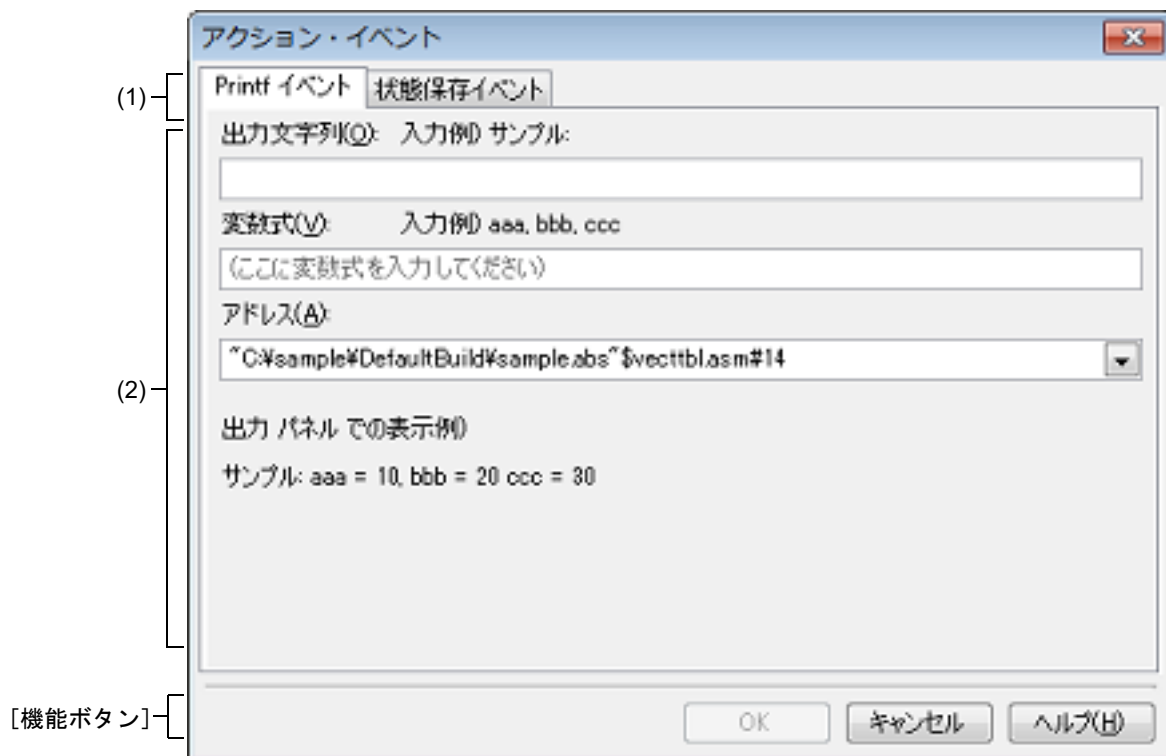 アクション・イベント
(1)
Printf イベント 状態保存イベント
出力文字列(O): 入力例) サンプル:
変数式(V): 入力例) aaa, bbb, ccc
(ここに変数式を入力してください)
アドレス(A):
(2)
~C:¥sample¥DefaultBuild¥sample.abs~$vecttbl.asm#14
出力 パネル での表示例)
サンプル: aaa = 10, bbb = 20 ccc = 30
[機能ボタン]
OK キャンセル ヘルプ(H)